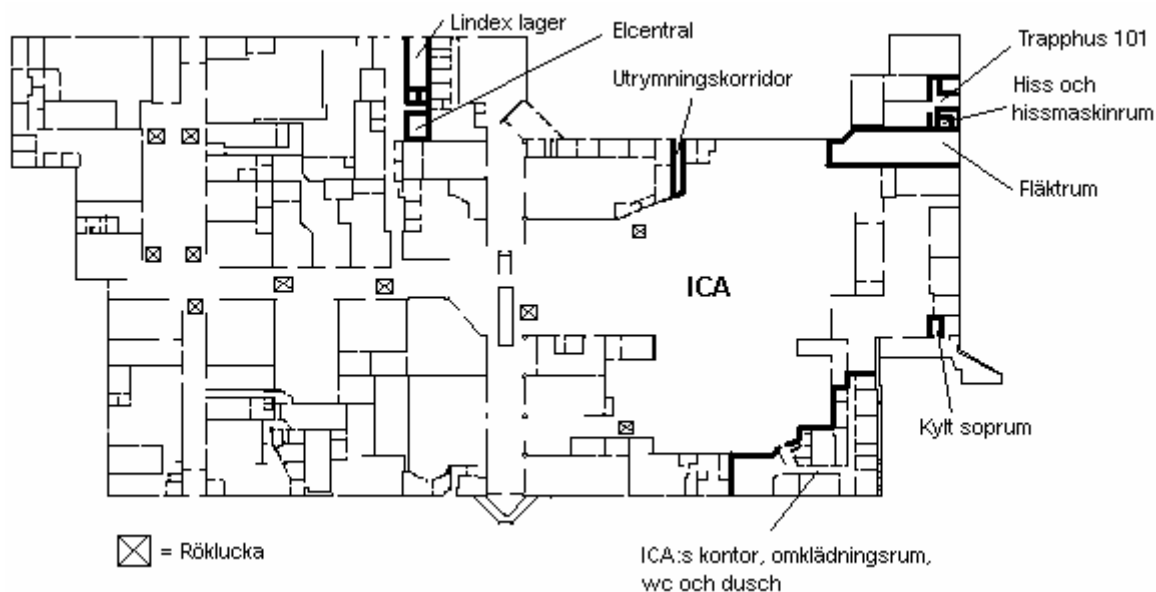 Lindex lager
Elcentral
Utrymningskorridor
Trapphus 101
Hiss och
hissmaskinrum
Fläktrum
ICA
Kylt soprum
= Röklucka
ICA:s kontor, omklädningsrum,
wc och dusch